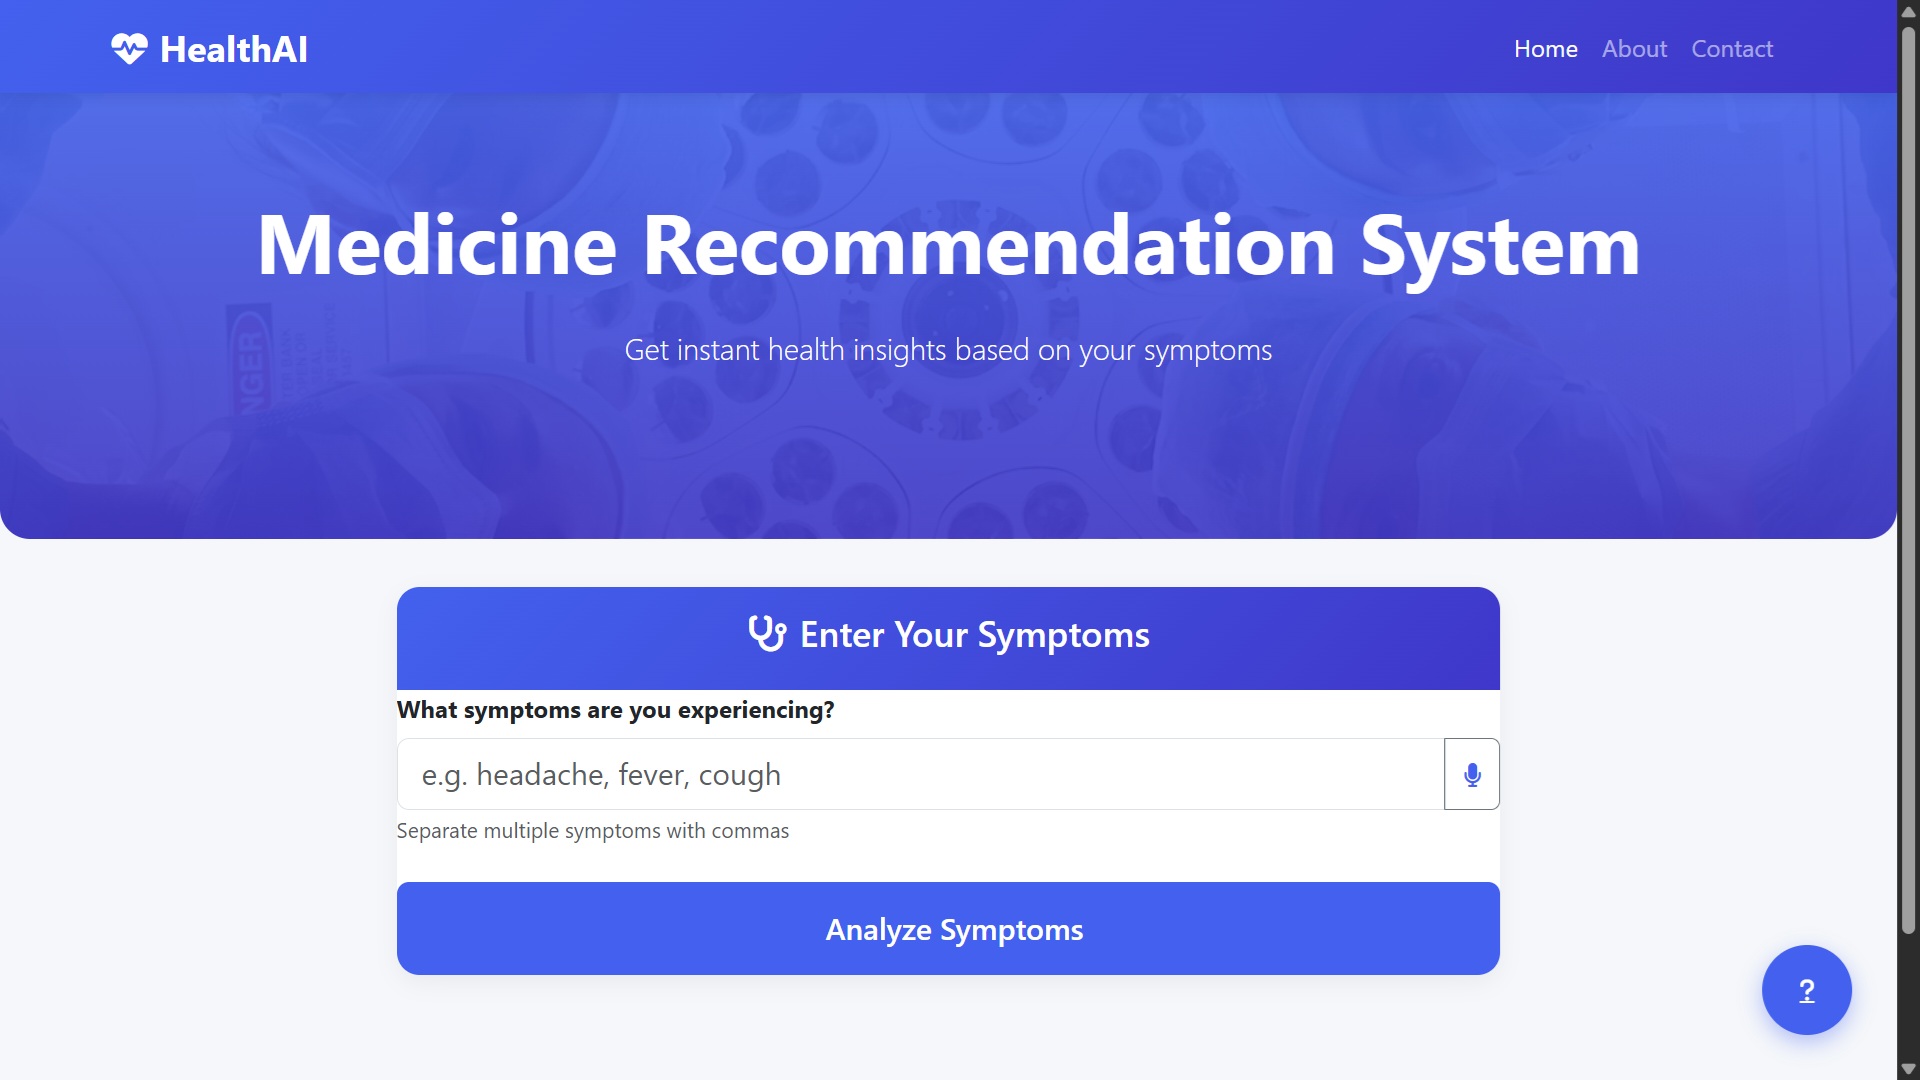 HealthAI
Home About Contact
Medicine Recommendation System
NGER
Get instant health insights based on your symptoms
Enter Your Symptoms
What symptoms are you experiencing?
e.g. headache, fever, cough
Separate multiple symptoms with commas
Analyze Symptoms
?